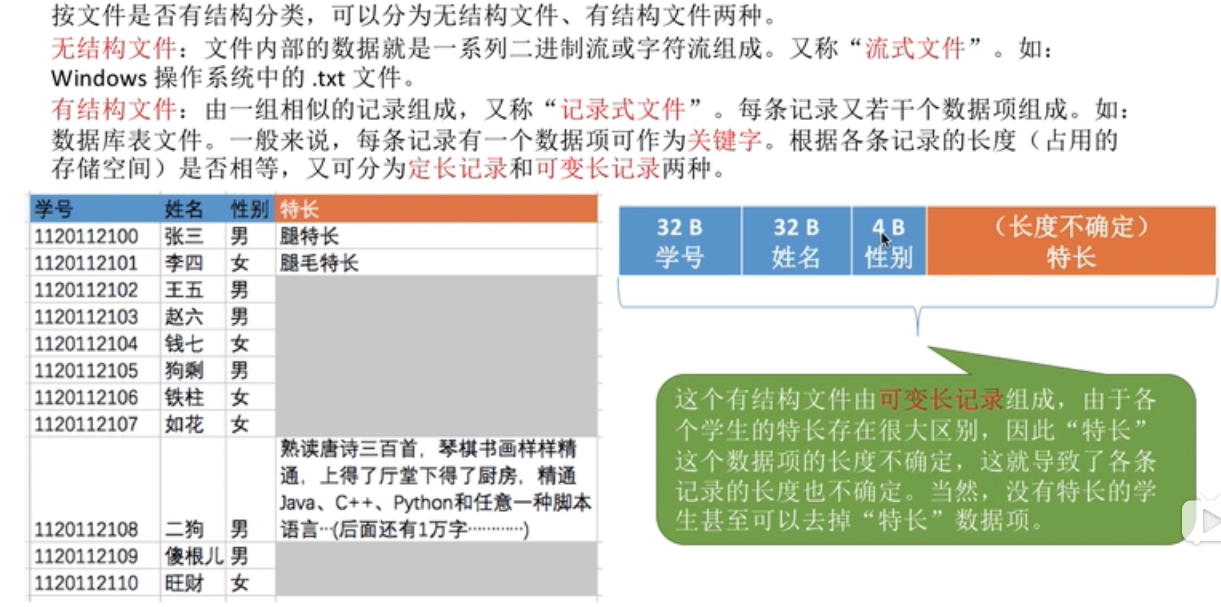 按文件是否有结构分类，可以分为无结构文件、有结构文件两种。
无结构文件：文件内部的数据就是一系列二进制流或字符流组成。又称“流式文件”。如：
Windows 操作系统中的 .txt 文件。
有结构文件：由一组相似的记录组成，又称“记录式文件”。每条记录又若干个数据项组成。如：
数据库表文件。一般来说，每条记录有一个数据项可作为关键字。根据各条记录的长度（占用的
存储空间）是否相等，又可分为定长记录和可变长记录两种。
学号 姓名 性别 特长
1120112100 张三 男 腿特长
1120112101 李四 女 腿毛特长
1120112102 王五 男
1120112103 赵六 男
1120112104 钱七 女
1120112105 狗剩 男
1120112106 铁柱 女
1120112107 如花 女
熟读唐诗三百首，琴棋书画样样精
通，上得了厅堂下得了厨房，精通
Java、C++、Python和任意一种脚本
1120112108 二狗 男 语言…(后面还有1万字…………)
1120112109 傻根儿 男
1120112110 旺财 女
32 B 32 B 4 B （长度不确定）
学号 姓名 性别 特长
这个有结构文件由可变长记录组成，由于各
个学生的特长存在很大区别，因此“特长”
这个数据项的长度不确定，这就导致了各条
记录的长度也不确定。当然，没有特长的学
生甚至可以去掉“特长”数据项。